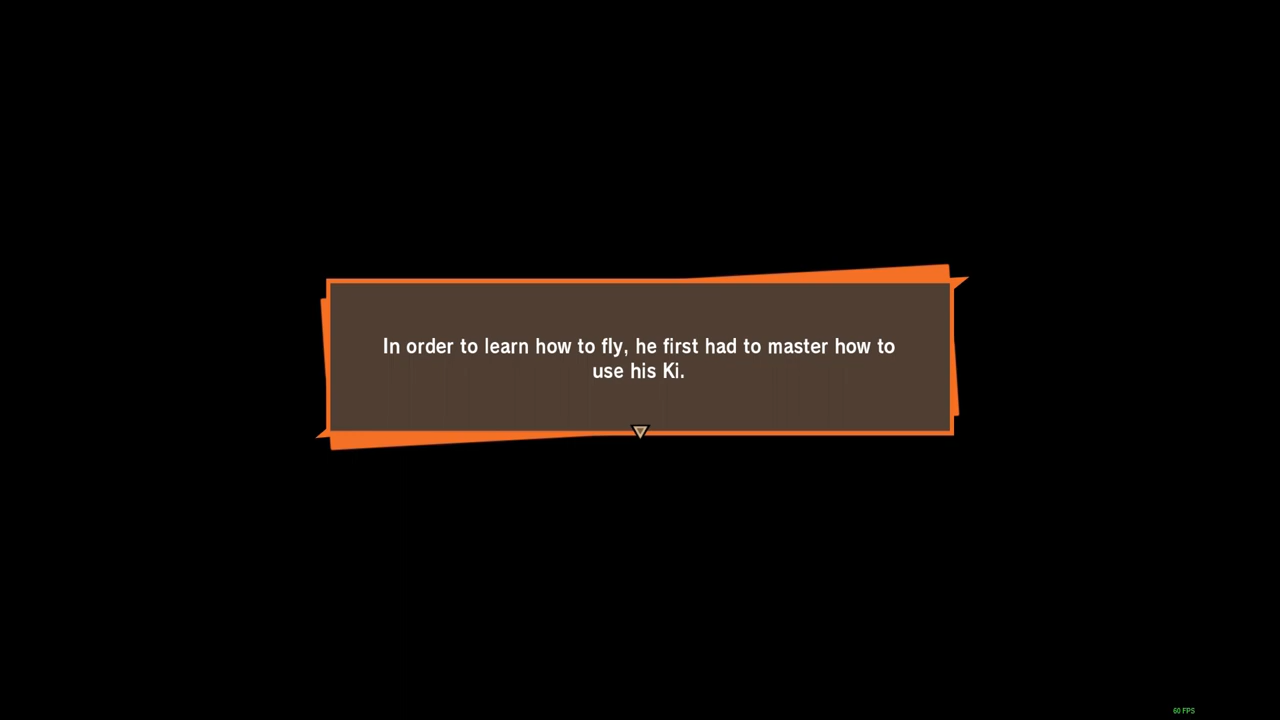 In order to learn how to fly, he first had to master how to
use his Ki.
60 FPS